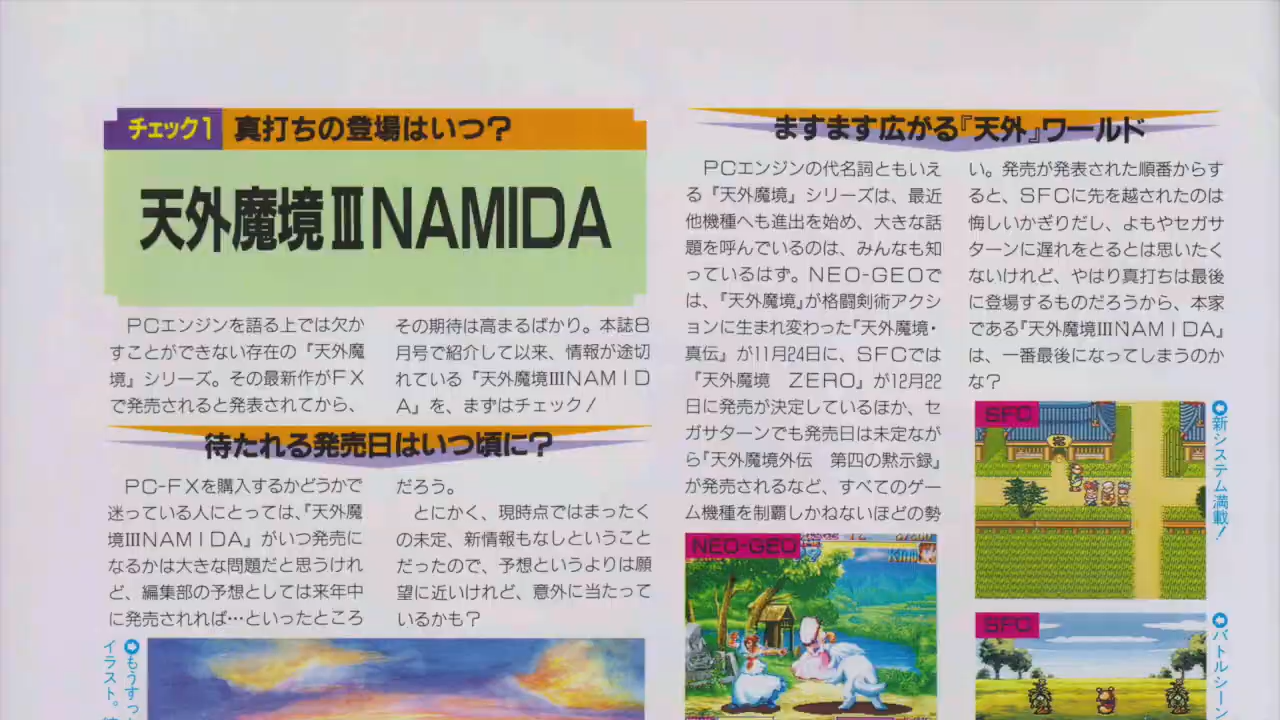 チェック1 真打ちの登場はいつ?
天外魔境ⅢNAMIDA
PCエンジンを語る上では欠か
すことができない存在の『天外魔
境』シリーズ。その最新作がFX
で発売されると発表されてから、
その期待は高まるばかり。本誌8
月号で紹介して以来、情報が途切
れている『天外魔境ⅢNAMID
A』を、まずはチェック!
待たれる発売日はいつ頃に?
PC-FXを購入するかどうかで
迷っている人にとっては、『天外魔
境ⅢNAMIDA』がいつ発売に
なるかは大きな問題だと思うけれ
ど、編集部の予想としては来年中
に発売されれば…といったところ
だろう。
とにかく、現時点ではまったく
の未定、新情報もなしということ
だったので、予想というよりは願
望に近いけれど、意外に当たって
いるかも?
もうすっ
イラスト。
ますます広がる『天外』ワールド
PCエンジンの代名詞ともいえ
る『天外魔境』シリーズは、最近
他機種へも進出を始め、大きな話
題を呼んでいるのは、みんなも知
っているはず。NEO-GEOで
は、『天外魔境』が格闘剣術アクシ
ョンに生まれ変わった『天外魔境・
真伝』が11月24日に、SFCでは
『天外魔境 ZERO』が12月22
日に発売が決定しているほか、セ
ガサターンでも発売日は未定なが
ら『天外魔境外伝 第四の黙示録』
が発売されるなど、すべてのゲー
ム機種を制覇しかねないほどの勢
い。発売が発表された順番からす
ると、SFCに先を越されたのは
悔しいかぎりだし、よもやセガサ
ターンに遅れをとるとは思いたく
ないけれど、やはり真打ちは最後
に登場するものだろうから、本家
である『天外魔境ⅢNAMIDA』
は、一番最後になってしまうのか
な?
NEO-GEO
SFC
宿
新システム満載!
SFC
バトルシーン